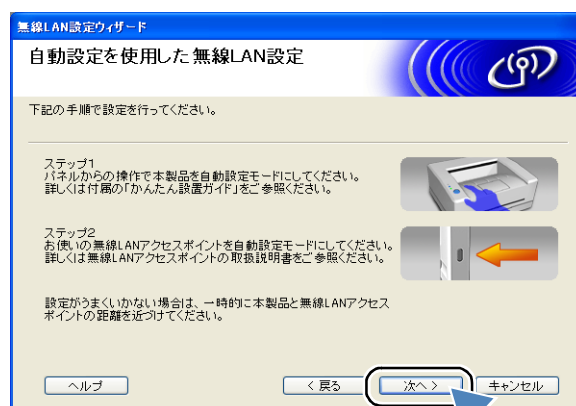 無線LAN設定ウィザード
自動設定を使用した無線LAN設定
下記の手順で設定を行ってください。
ステップ1
パネルからの操作で本製品を自動設定モードにしてください。
詳しくは付属の「かんたん設置ガイド」をご参照ください。
ステップ2
お使いの無線LANアクセスポイントを自動設定モードにしてください。
詳しくは無線LANアクセスポイントの取扱説明書をご参照ください。
設定がうまくいかない場合は、一時的に本製品と無線LANアクセス
ポイントの距離を近づけてください。
ヘルプ
< 戻る
次へ >
キャンセル